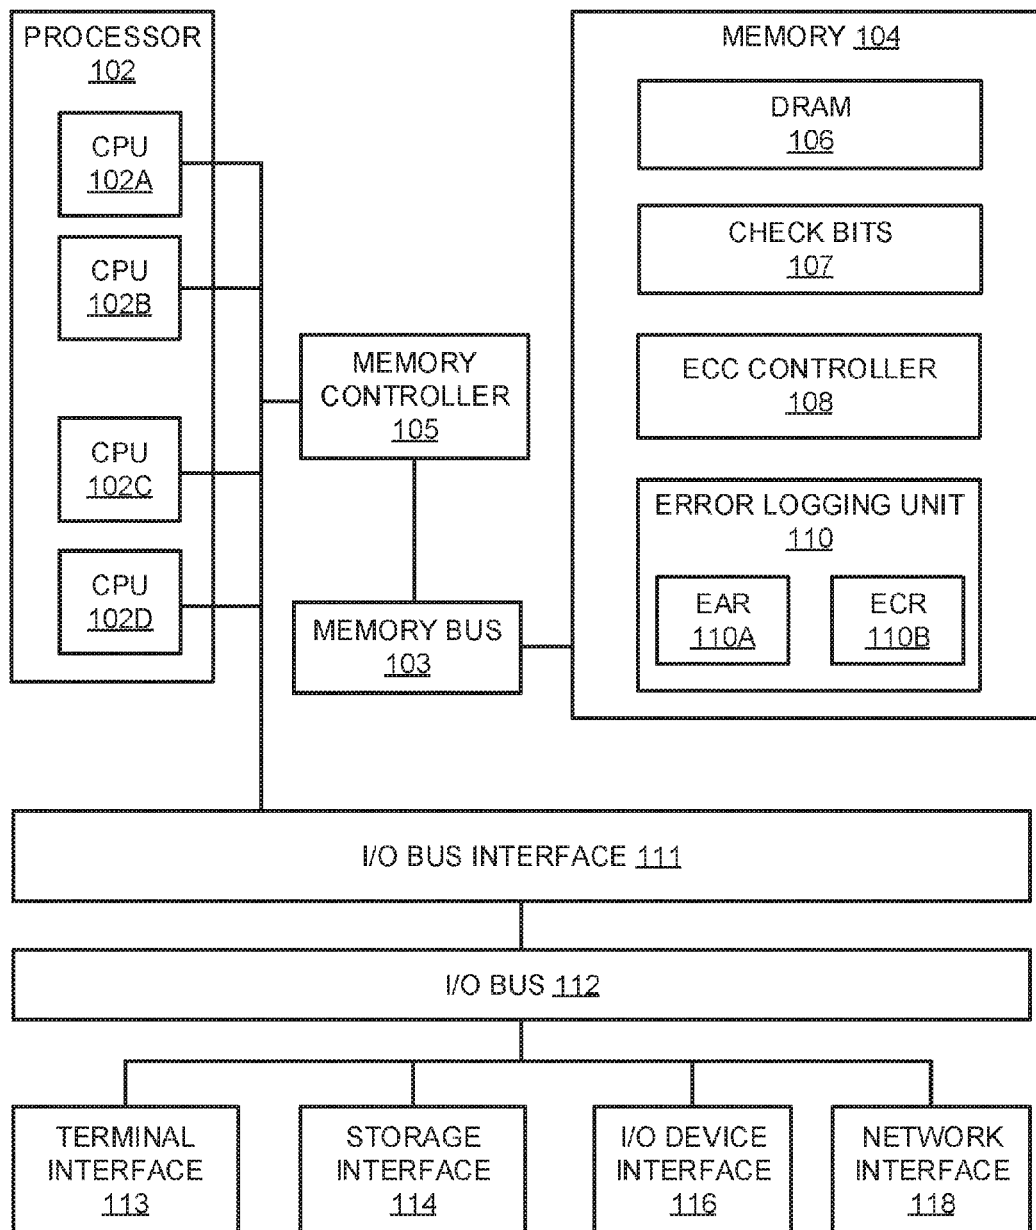 PROCESSOR
102
CPU
102A
CPU
102B
CPU
102C
CPU
102D
MEMORY
CONTROLLER
105
MEMORY BUS
103
MEMORY 104
DRAM
106
CHECK BITS
107
ECC CONTROLLER
108
ERROR LOGGING UNIT
110
EAR
110A
ECR
110B
I/O BUS INTERFACE 111
I/O BUS 112
TERMINAL
INTERFACE
113
STORAGE
INTERFACE
114
I/O DEVICE
INTERFACE
116
NETWORK
INTERFACE
118